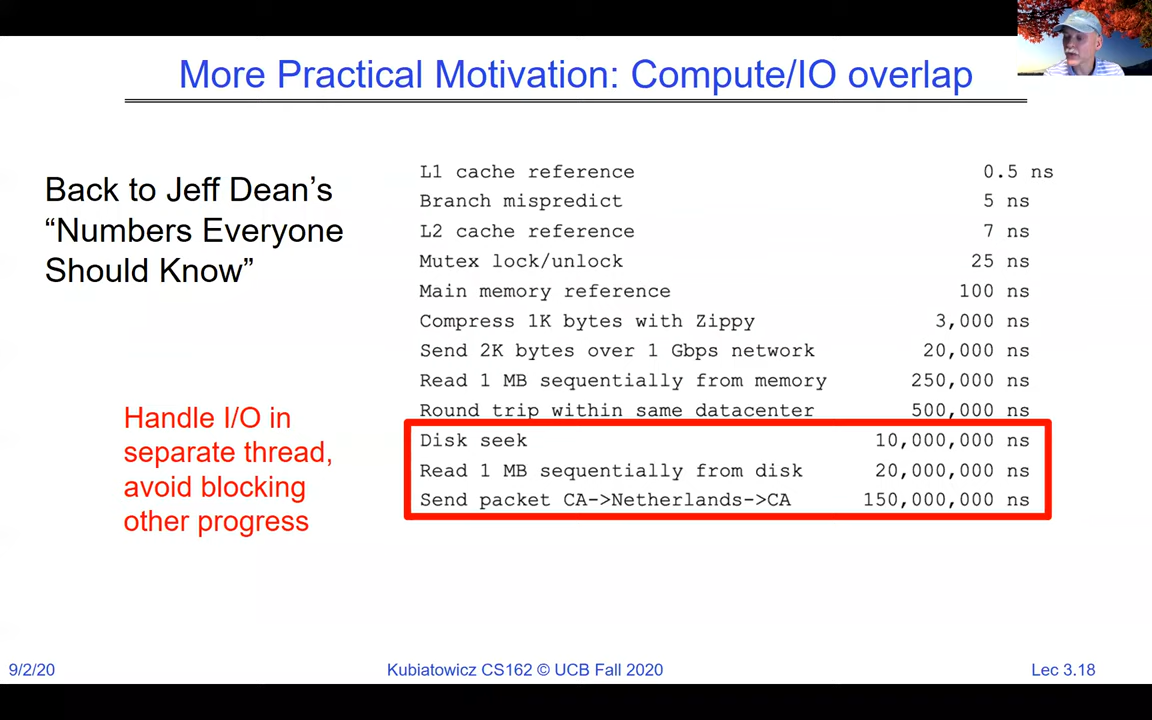 More Practical Motivation: Compute/IO overlap
Back to Jeff Dean’s
“Numbers Everyone
Should Know”
L1 cache reference 0.5 ns
Branch mispredict 5 ns
L2 cache reference 7 ns
Mutex lock/unlock 25 ns
Main memory reference 100 ns
Compress 1K bytes with Zippy 3,000 ns
Send 2K bytes over 1 Gbps network 20,000 ns
Read 1 MB sequentially from memory 250,000 ns
Round trip within same datacenter 500,000 ns
Disk seek 10,000,000 ns
Read 1 MB sequentially from disk 20,000,000 ns
Send packet CA->Netherlands->CA 150,000,000 ns
Handle I/O in
separate thread,
avoid blocking
other progress
9/2/20 Kubiatowicz CS162 © UCB Fall 2020 Lec 3.18